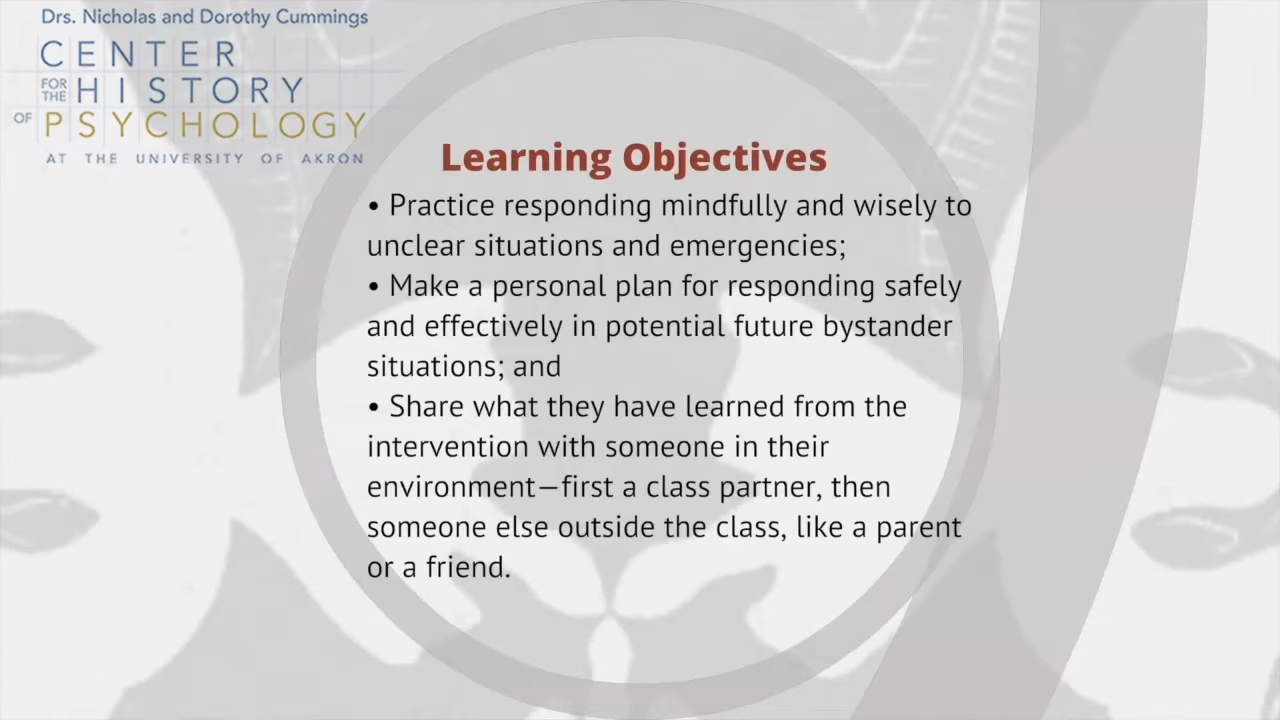 Drs. Nicholas and Dorothy Cummings
CENTER
FOR THE HISTORY
OF PSYCHOLOGY
AT THE UNIVERSITY OF AKRON
Learning Objectives
• Practice responding mindfully and wisely to
unclear situations and emergencies;
• Make a personal plan for responding safely
and effectively in potential future bystander
situations; and
• Share what they have learned from the
intervention with someone in their
environment—first a class partner, then
someone else outside the class, like a parent
or a friend.